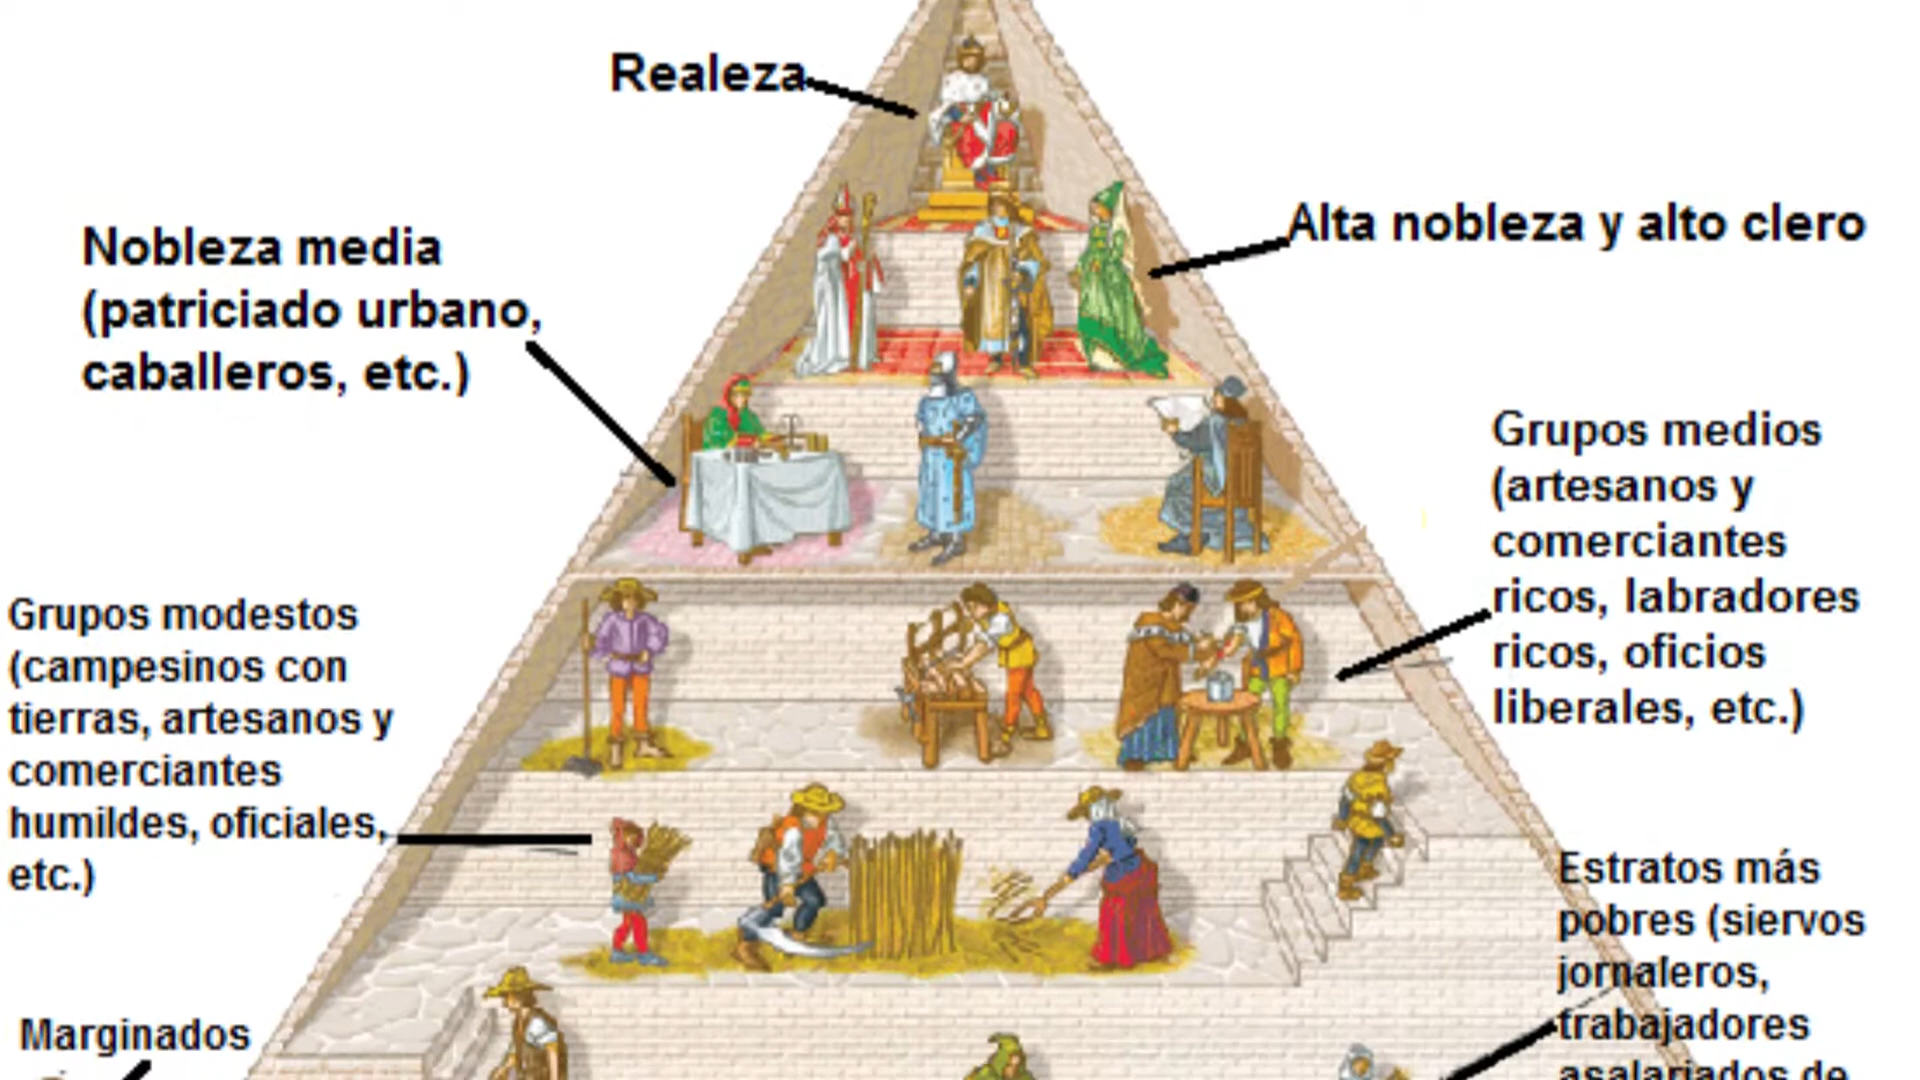 Realeza
Alta nobleza y alto clero
Nobleza media
(patriciado urbano,
caballeros, etc.)
Grupos medios
(artesanos y
comerciantes
ricos, labradores
ricos, oficios
liberales, etc.)
Grupos modestos
(campesinos con
tierras, artesanos y
comerciantes
humildes, oficiales,
etc.)
Estratos más
pobres (siervos
jornaleros,
trabajadores
asalariados de
Marginados